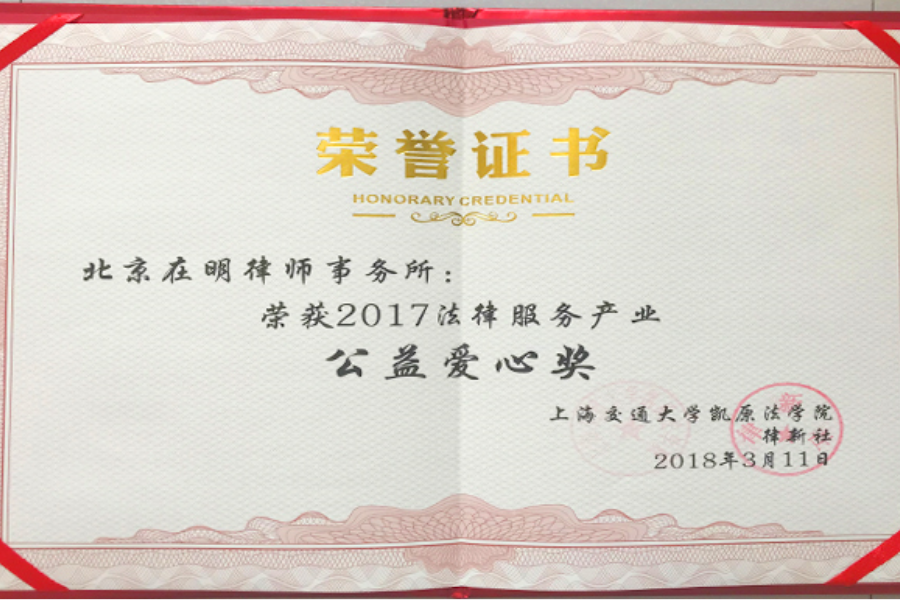 荣誉证书
HONORARY CREDENTIAL
北京在明律师事务所：
荣获2017法律服务产业
公益爱心奖
上海交通大学凯原法学院
律新社
2018年3月11日